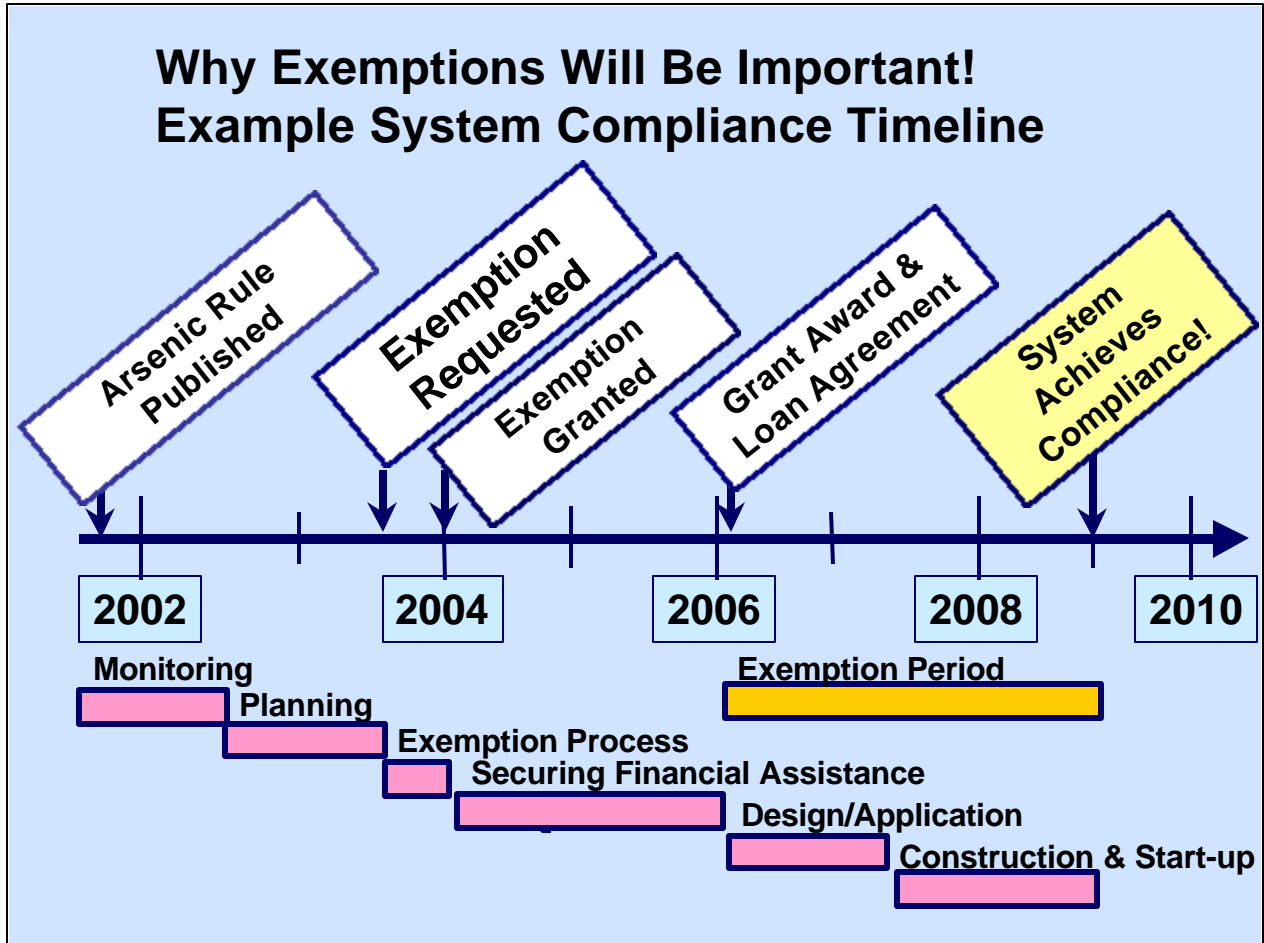 Why Exemptions Will Be Important!
Example System Compliance Timeline
Arsenic Rule
Published
Exemption
Requested
Exemption
Granted
Grant Award &
Loan Agreement
System
Achieves
Compliance!
2002
2004
2006
2008
2010
Monitoring
Exemption Period
Planning
Exemption Process
Securing Financial Assistance
Design/Application
Construction & Start-up